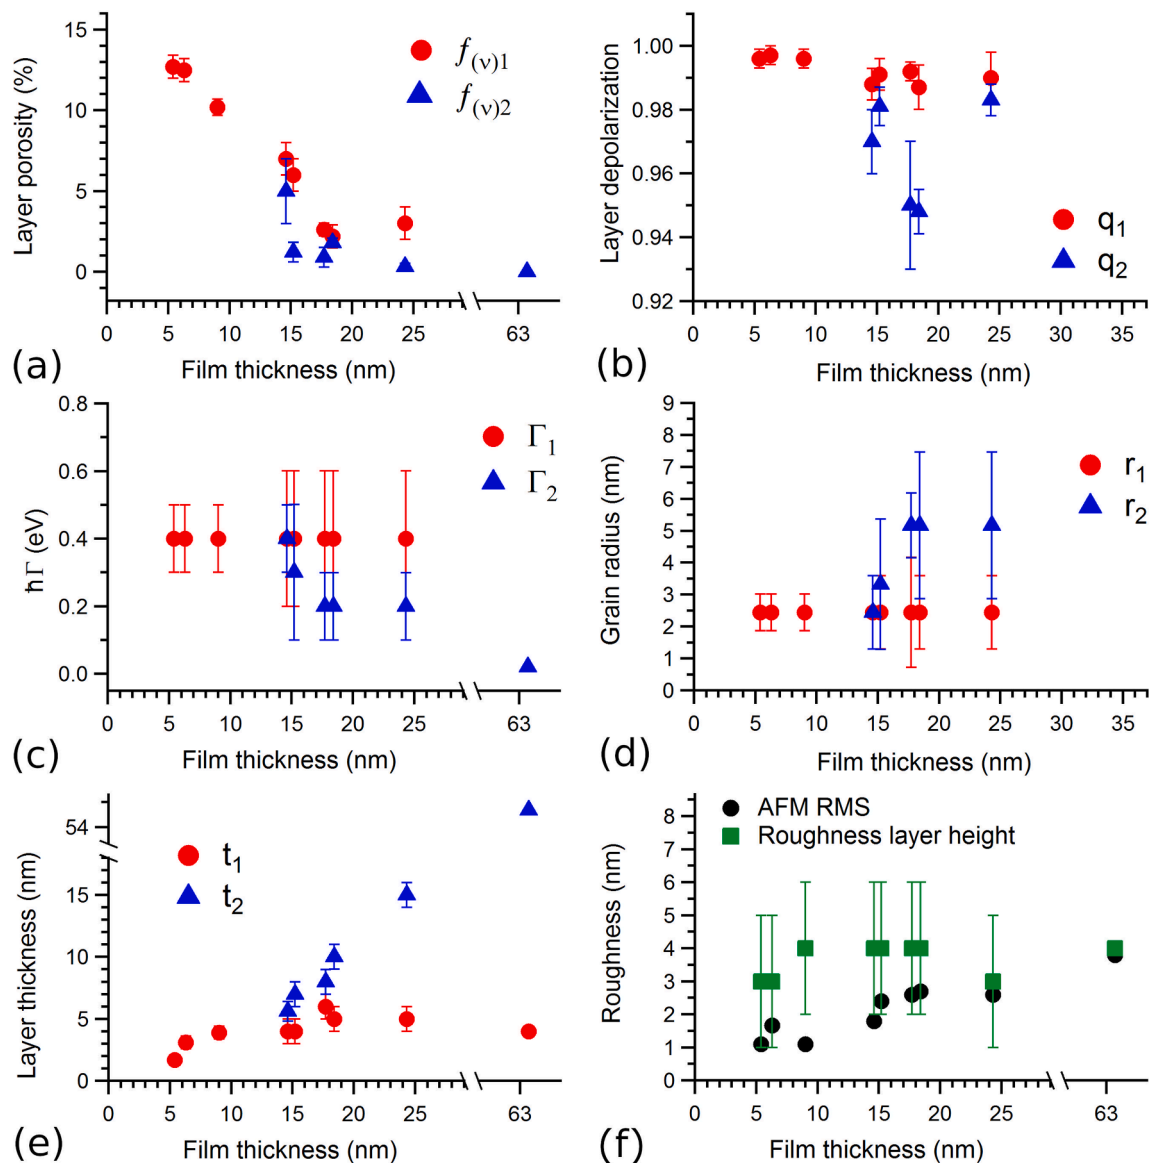 Layer porosity (%)
15
10
5
0
f(ν)1
f(ν)2
0 5 10 15 20 25 63
Film thickness (nm)
(a)
Layer depolarization
1.00
0.98
0.96
0.94
0.92
q1
q2
0 5 10 15 20 25 30 35
Film thickness (nm)
(b)
ħΓ (eV)
0.8
0.6
0.4
0.2
0.0
Γ1
Γ2
0 5 10 15 20 25 63
Film thickness (nm)
(c)
Grain radius (nm)
9
8
7
6
5
4
3
2
1
0
r1
r2
0 5 10 15 20 25 30 35
Film thickness (nm)
(d)
Layer thickness (nm)
54
15
10
5
0
t1
t2
0 5 10 15 20 25 63
Film thickness (nm)
(e)
Roughness (nm)
8
7
6
5
4
3
2
1
0
AFM RMS
Roughness layer height
0 5 10 15 20 25 63
Film thickness (nm)
(f)